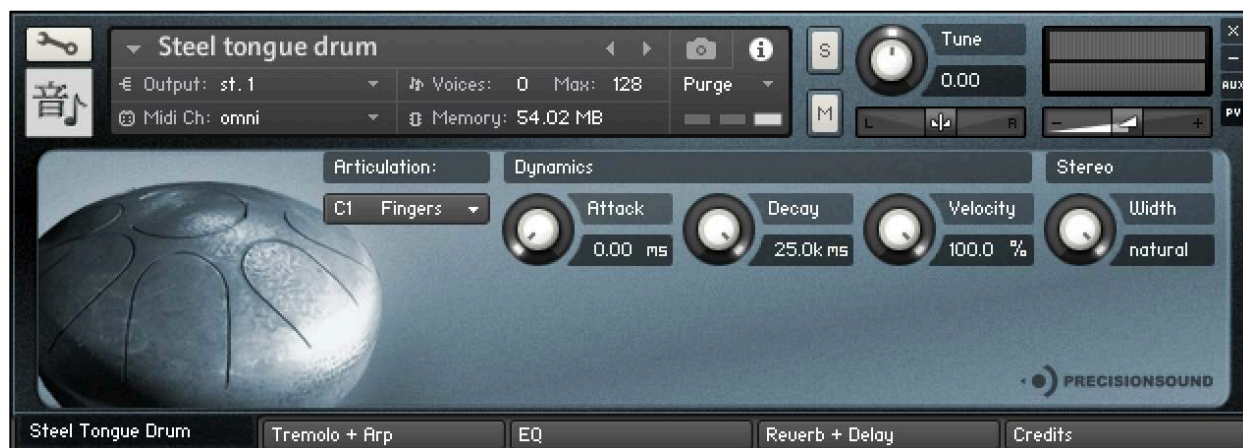 Steel tongue drum
S
Tune
Output: st. 1
Voices: 0 Max: 128
Purge
0.00
AUX
音
Midi Ch: omni
Memory: 54.02 MB
M
L
R
-
+
PV
Articulation:
Dynamics
Stereo
C1 Fingers
Attack
Decay
Velocity
Width
0.00 ms
25.0k ms
100.0 %
natural
PRECISIONSOUND
Steel Tongue Drum
Tremolo + Arp
EQ
Reverb + Delay
Credits